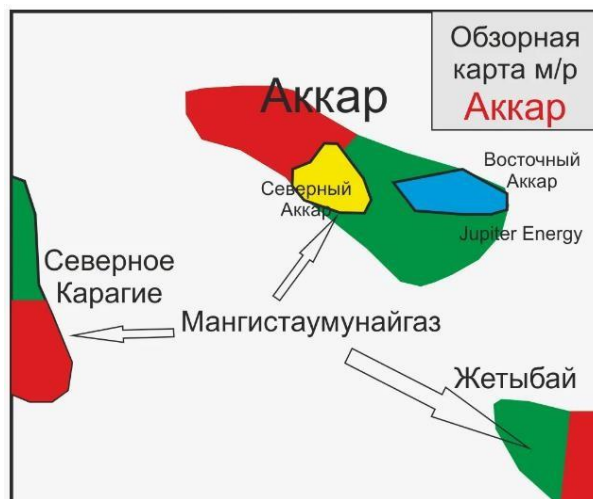 Обзорная
карта м/р
Аккар
Аккар
Восточный
Аккар
Северный
Аккар
Jupiter Energy
Северное
Карагие
Мангистаумунайгаз
Жетыбай